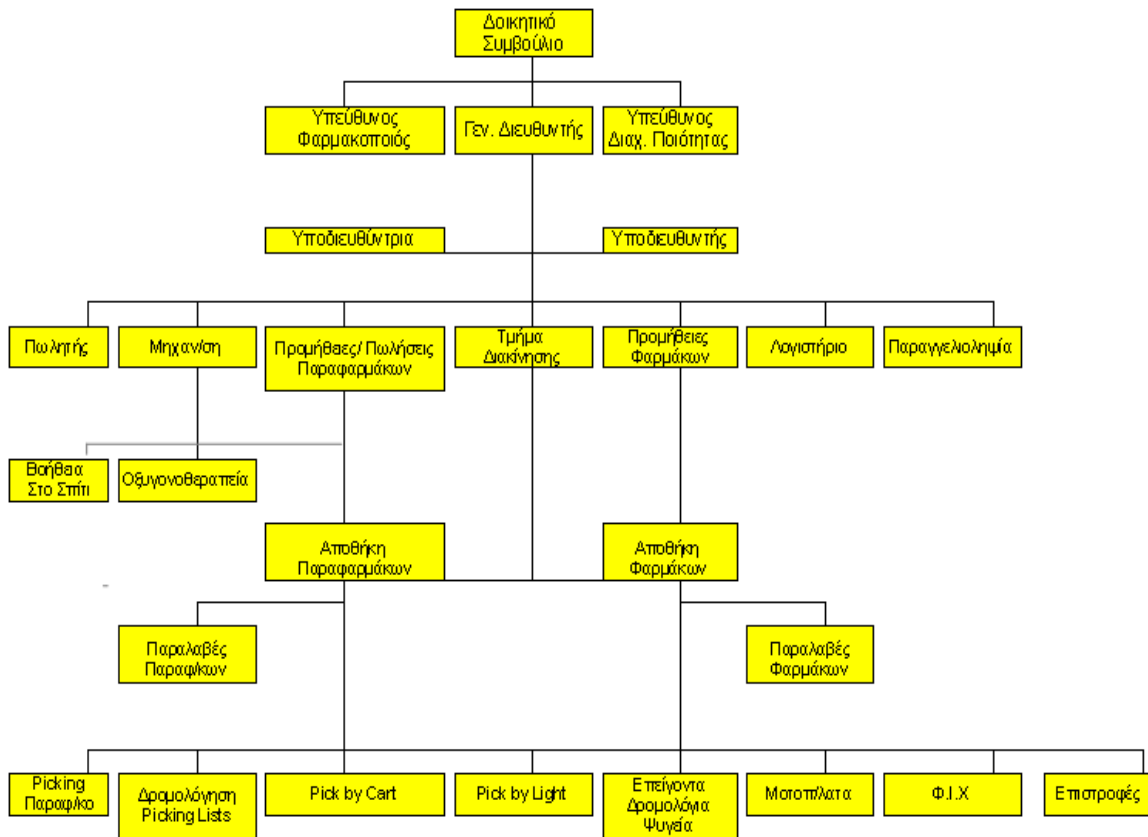 Διοικητικό
Συμβούλιο
Υπεύθυνος
Φαρμακοποιός
Γεν. Διευθυντής
Υπεύθυνος
Διαχ. Ποιότητας
Υποδιευθύντρια
Υποδιευθυντής
Πωλητής
Μηχαν/ση
Προμήθειες/ Πωλήσεις
Παραφαρμάκων
Τμήμα
Διακίνησης
Προμήθειες
Φαρμάκων
Λογιστήριο
Παραγγελιοληψία
Βοήθεια
Στο Σπίτι
Οξυγονοθεραπεία
Αποθήκη
Παραφαρμάκων
Αποθήκη
Φαρμάκων
Παραλαβές
Παραφ/κων
Παραλαβές
Φαρμάκων
Picking
Παραφ/κο
Δρομολόγηση
Picking Lists
Pick by Cart
Pick by Light
Επείγοντα
Δρομολόγια
Ψυγεία
Μοτοπ/λατα
Φ.Ι.Χ
Επιστροφές